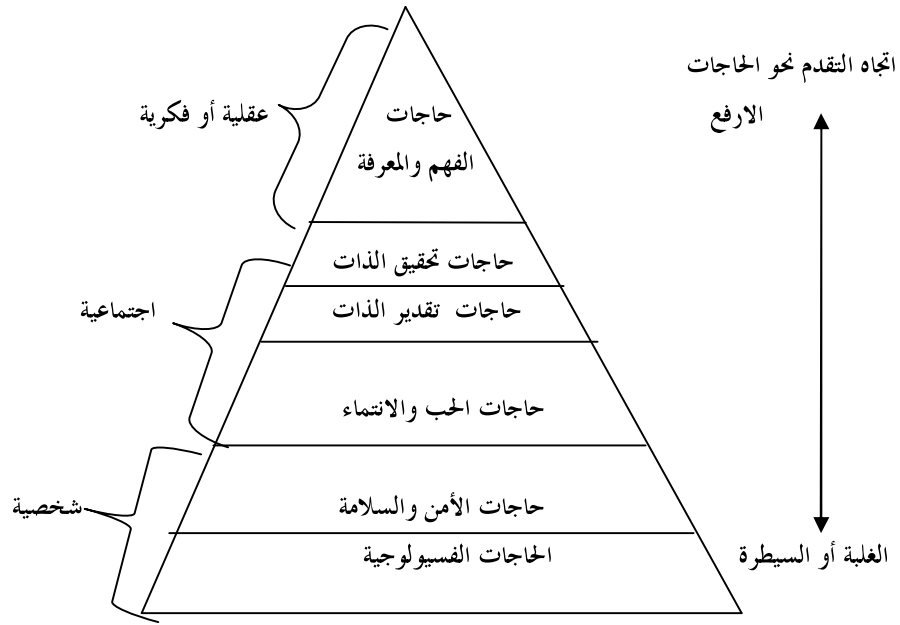 اتجاه التقدم نحو الحاجات
الارفع
عقلية أو فكرية
حاجات
الفهم والمعرفة
حاجات تحقيق الذات
حاجات تقدير الذات
اجتماعية
حاجات الحب والانتماء
حاجات الأمن والسلامة
شخصية
الحاجات الفسيولوجية
الغلبة أو السيطرة